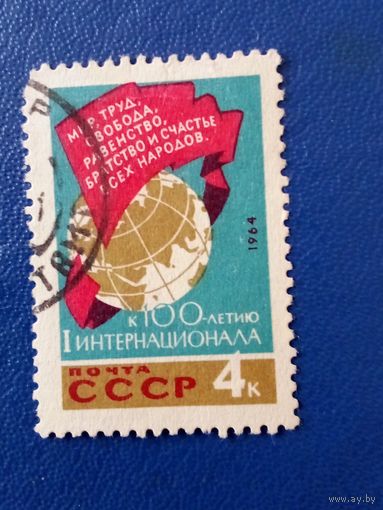 МИР, ТРУД,
СВОБОДА,
РАВЕНСТВО,
БРАТСТВО И СЧАСТЬЕ
ВСЕХ НАРОДОВ.
1964
К 100-ЛЕТИЮ
I ИНТЕРНАЦИОНАЛА
ПОЧТА
СССР 4К
www.ay.by